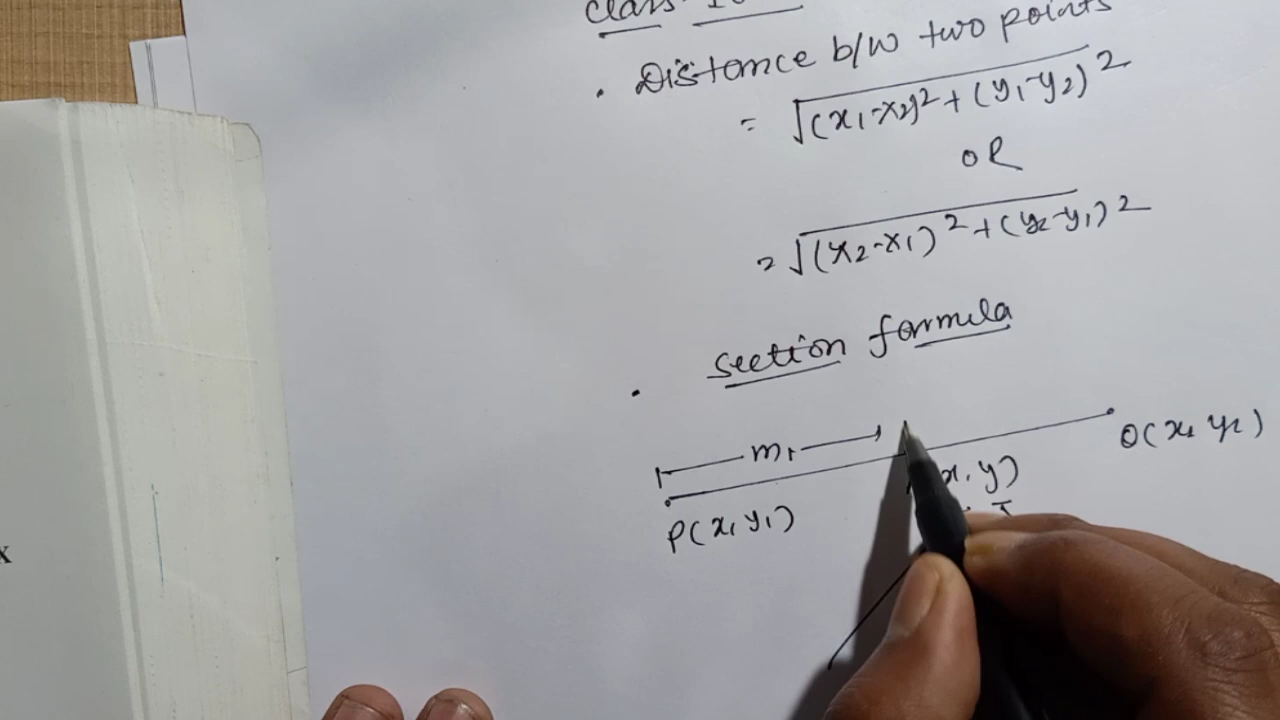 class
. Distance b/w two points
= √(x₁-x₂)² + (y₁-y₂)²
OR
= √(x₂-x₁)² + (y₂-y₁)²
. Section formula
m₁
Q(x₂ y₂)
(x, y)
P(x₁ y₁)
x